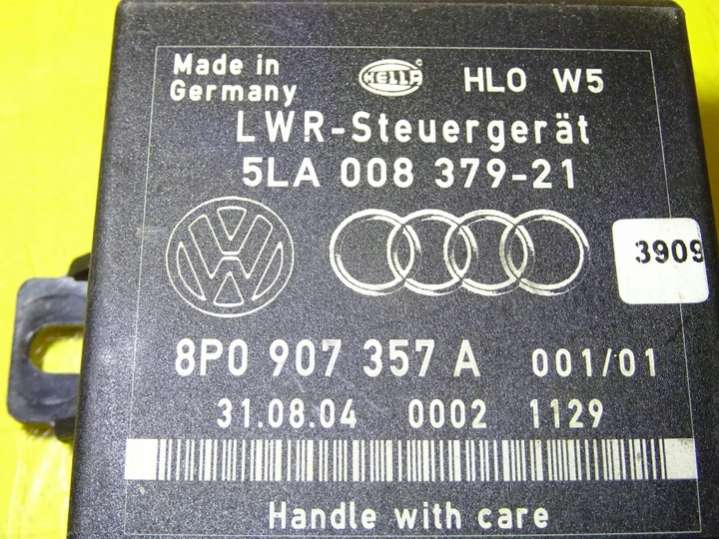 Made in HELLA HLO W5
Germany
LWR-Steuergerät
5LA 008 379-21
3909
8P0 907 357 A 001/01
31.08.04 0002 1129
Handle with care